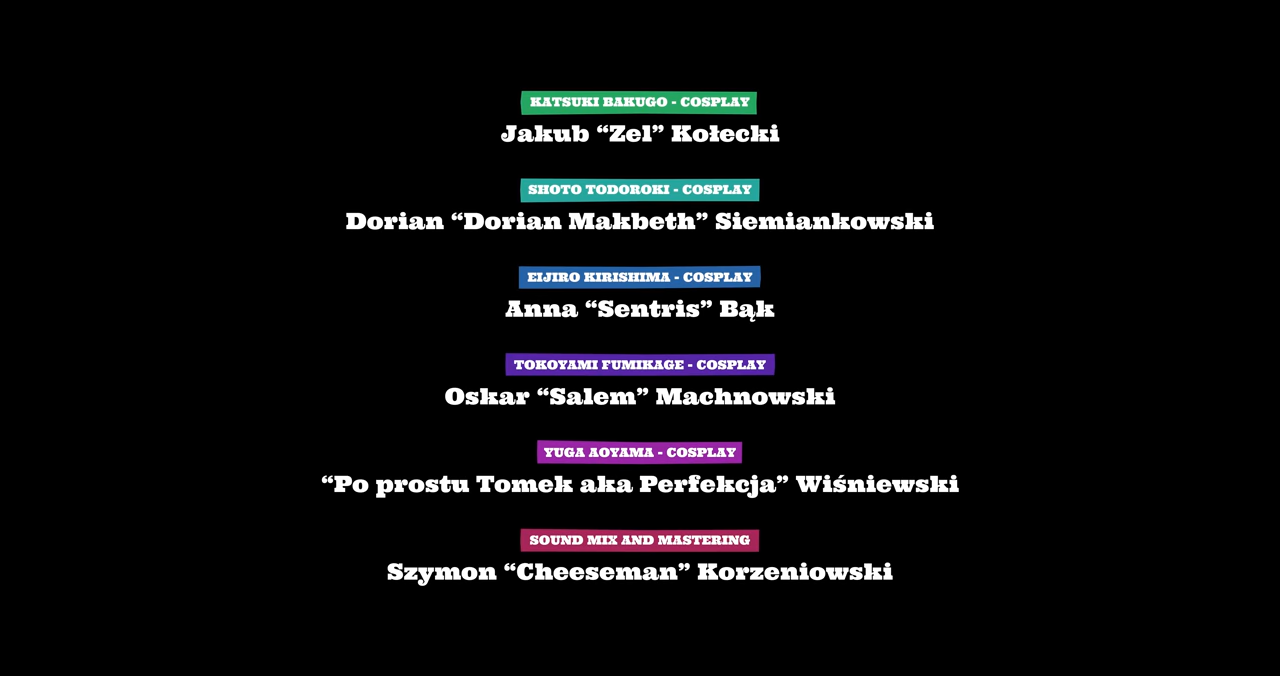 KATSUKI BAKUGO - COSPLAY
Jakub “Zel” Kołecki
SHOTO TODOROKI - COSPLAY
Dorian “Dorian Makbeth” Siemiankowski
EIJIRO KIRISHIMA - COSPLAY
Anna “Sentris” Bąk
TOKOYAMI FUMIKAGE - COSPLAY
Oskar “Salem” Machnowski
YUGA AOYAMA - COSPLAY
“Po prostu Tomek aka Perfekcja” Wiśniewski
SOUND MIX AND MASTERING
Szymon “Cheeseman” Korzeniowski